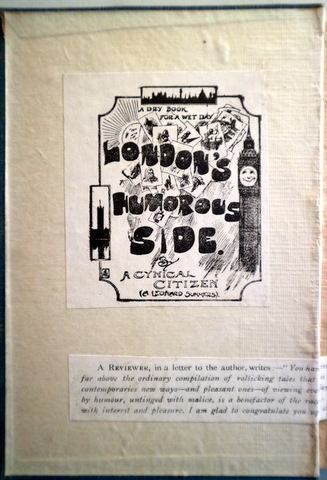 A DRY BOOK
FOR A WET DAY
LONDON'S
HUMOROUS
SIDE.
By
A CYNICAL
CITIZEN
(G. LEONARD SUMMERS).
A REVIEWER, in a letter to the author, writes:—" You ha
far above the ordinary compilation of rollicking tales that
contemporaries new ways—and pleasant ones—of viewing
by humour, untinged with malice, is a benefactor of the
with interest and pleasure. I am glad to congratulate you